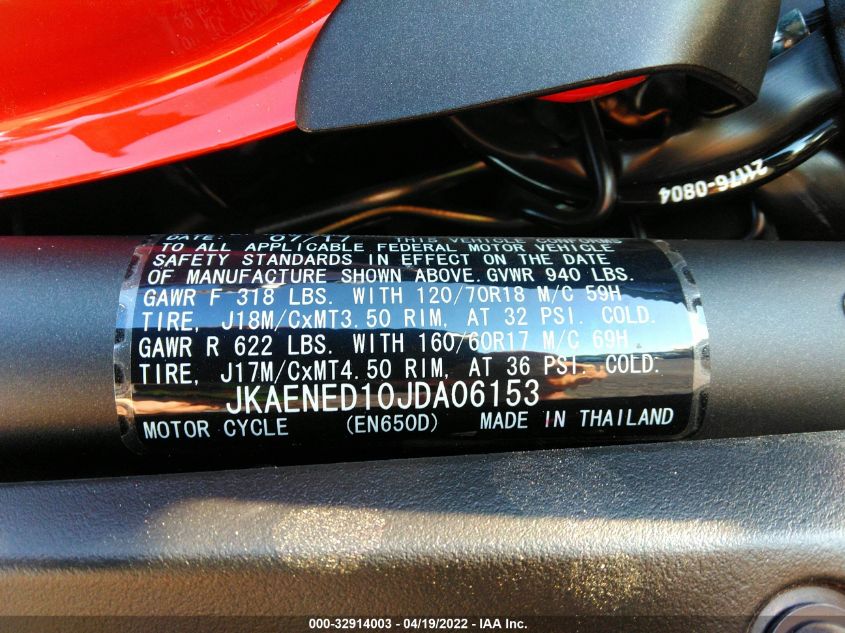 21176-0804
DATE: 07/17 THIS VEHICLE CONFORMS
TO ALL APPLICABLE FEDERAL MOTOR VEHICLE
SAFETY STANDARDS IN EFFECT ON THE DATE
OF MANUFACTURE SHOWN ABOVE. GVWR 940 LBS.
GAWR F 318 LBS. WITH 120/70R18 M/C 59H
TIRE, J18M/CxMT3.50 RIM, AT 32 PSI. COLD.
GAWR R 622 LBS. WITH 160/60R17 M/C 69H
TIRE, J17M/CxMT4.50 RIM, AT 36 PSI. COLD.
JKAENED10JDA06153
MOTOR CYCLE (EN650D) MADE IN THAILAND
000-32914003 - 04/19/2022 - IAA Inc.